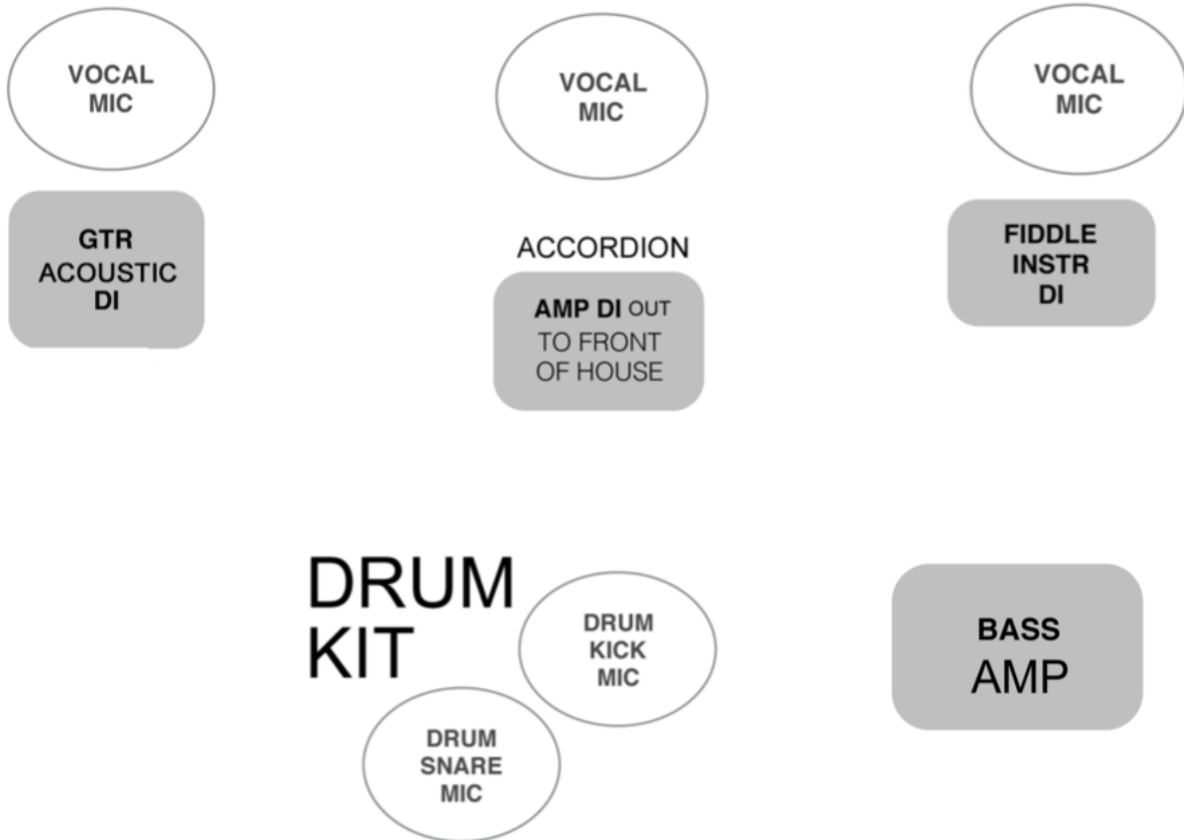 VOCAL
MIC
VOCAL
MIC
VOCAL
MIC
GTR
ACOUSTIC
DI
ACCORDION
AMP DI OUT
TO FRONT
OF HOUSE
FIDDLE
INSTR
DI
DRUM
KIT
DRUM
KICK
MIC
DRUM
SNARE
MIC
BASS
AMP